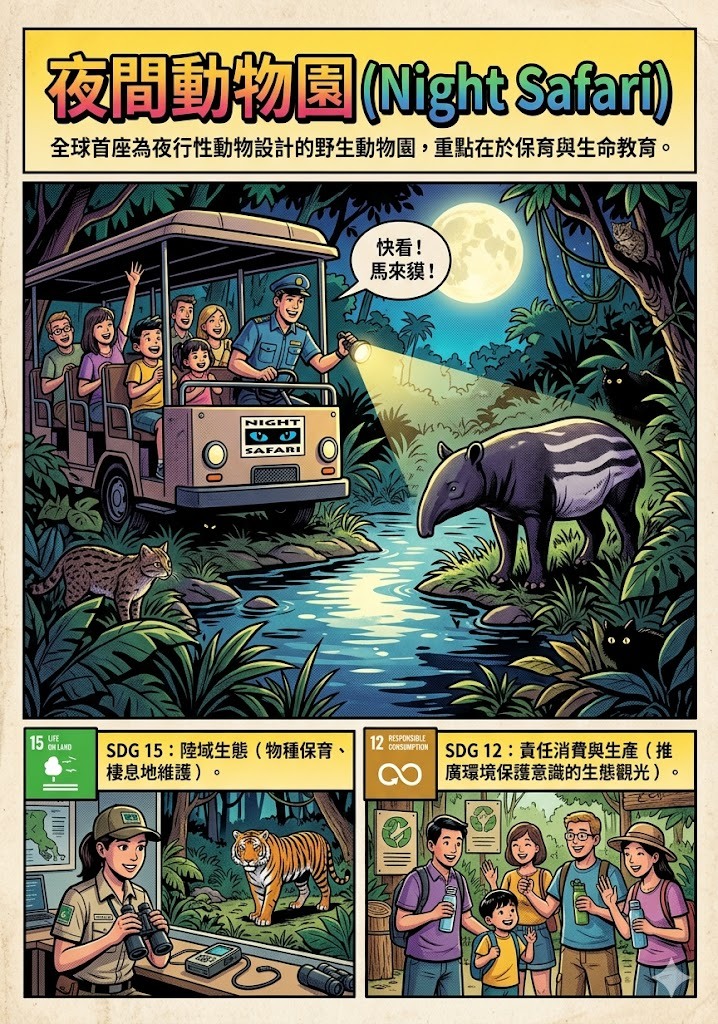 夜間動物園(Night Safari)
全球首座為夜行性動物設計的野生動物園，重點在於保育與生命教育。
快看！
馬來貘！
NIGHT
SAFARI
15 LIFE
ON LAND
SDG 15：陸域生態（物種保育、
棲息地維護）。
12 RESPONSIBLE
CONSUMPTION
SDG 12：責任消費與生產（推
廣環境保護意識的生態觀光）。